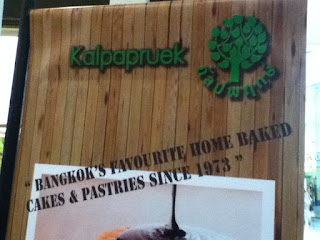 Kalpapruek
กัลปพฤกษ์
" BANGKOK'S FAVOURITE HOME BAKED
CAKES & PASTRIES SINCE 1973 "